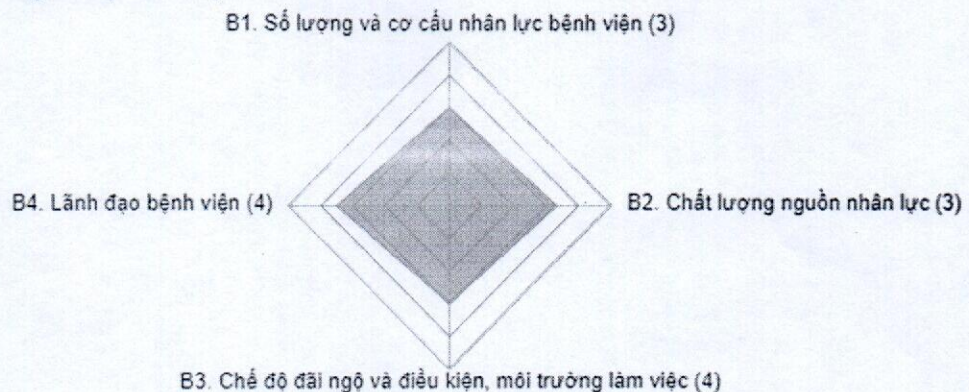 B1. Số lượng và cơ cấu nhân lực bệnh viện (3)
B4. Lãnh đạo bệnh viện (4)
B2. Chất lượng nguồn nhân lực (3)
B3. Chế độ đãi ngộ và điều kiện, môi trường làm việc (4)